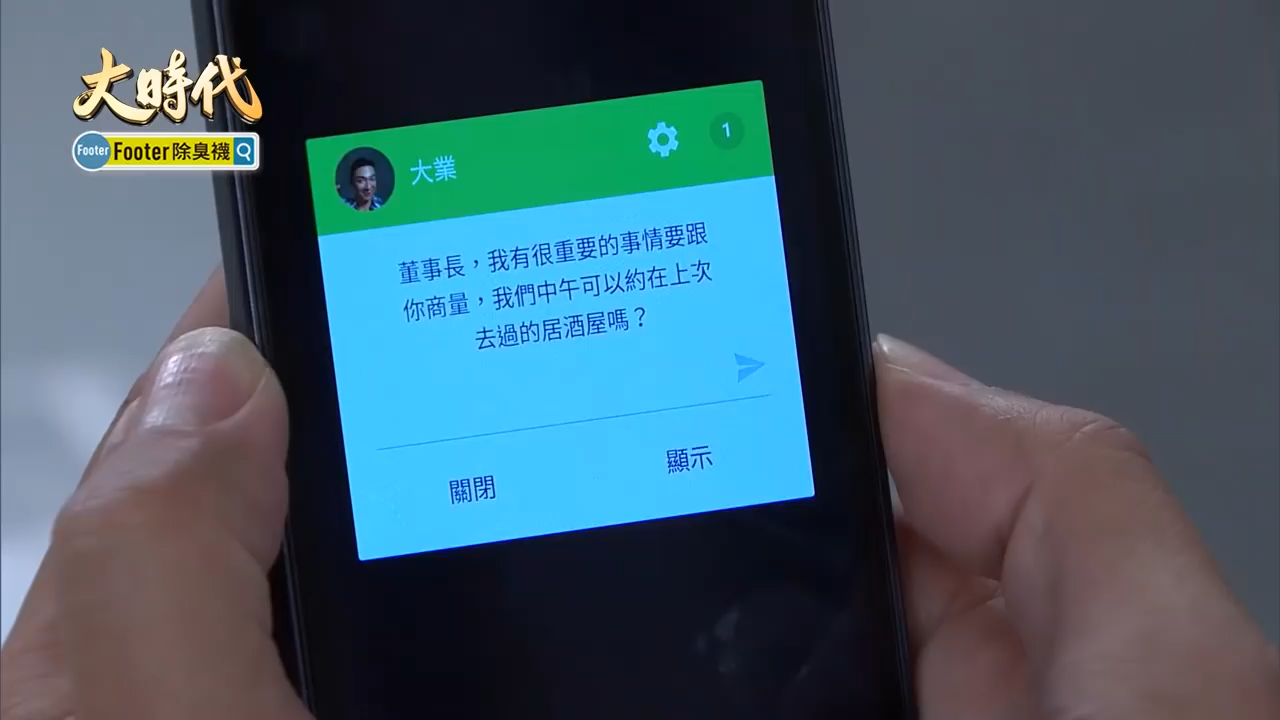 大時代
Footer Footer除臭襪
大業
1
董事長，我有很重要的事情要跟
你商量，我們中午可以約在上次
去過的居酒屋嗎？
關閉
顯示